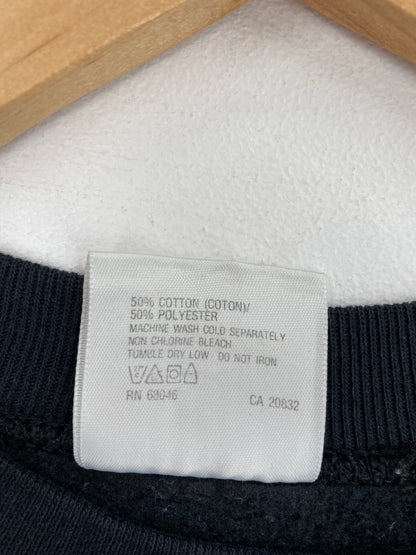 50% COTTON (COTON)/
50% POLYESTER
MACHINE WASH COLD SEPARATELY
NON CHLORINE BLEACH
TUMBLE DRY LOW DO NOT IRON
RN 68046 CA 20832